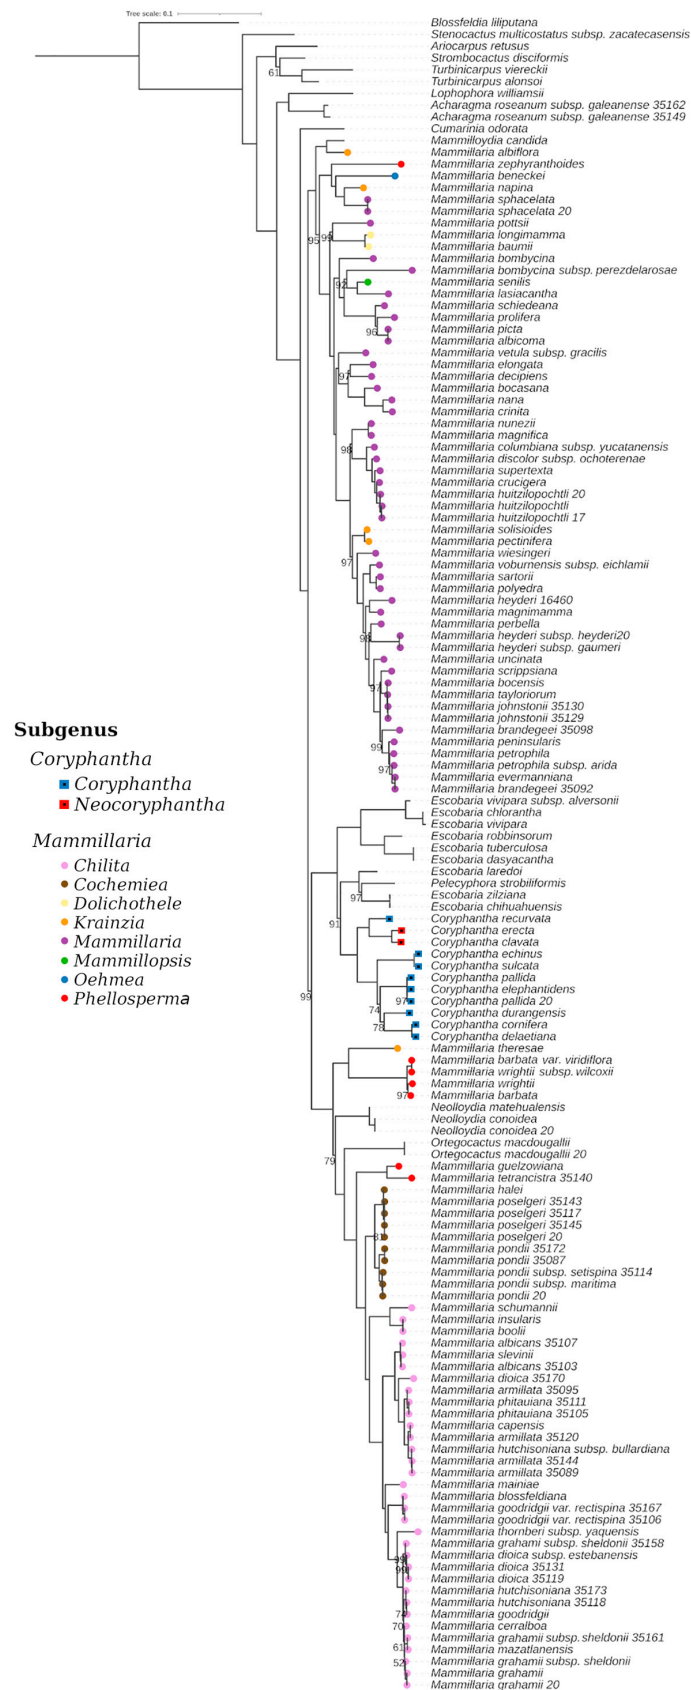 Tree scale: 0.1
Blossfeldia liliputana
Stenocactus multicostatus subsp. zacatecasensis
Ariocarpus retusus
Strombocactus disciformis
61
Turbinicarpus viereckii
Turbinicarpus alonsoi
Lophophora williamsii
Acharagma roseanum subsp. galeanense 35162
Acharagma roseanum subsp. galeanense 35149
Cumarinia odorata
Mammilloydia candida
Mammillaria albiflora
Mammillaria zephyranthoides
Mammillaria beneckei
Mammillaria napina
Mammillaria sphacelata
Mammillaria sphacelata 20
Mammillaria pottsii
95
99
Mammillaria longimamma
Mammillaria baumii
Mammillaria bombycina
Mammillaria bombycina subsp. perezdelarosae
92
Mammillaria senilis
Mammillaria lasiacantha
Mammillaria schiedeana
Mammillaria prolifera
96
Mammillaria picta
Mammillaria albicoma
Mammillaria vetula subsp. gracilis
Mammillaria elongata
97
Mammillaria decipiens
Mammillaria bocasana
Mammillaria nana
Mammillaria crinita
Mammillaria nunezii
Mammillaria magnifica
98
Mammillaria columbiana subsp. yucatanensis
Mammillaria discolor subsp. ochoterenae
Mammillaria supertexta
Mammillaria crucigera
Mammillaria huitzilopochtli 20
Mammillaria huitzilopochtli
Mammillaria huitzilopochtli 17
Mammillaria solisioides
Mammillaria pectinifera
Mammillaria wiesingeri
97
Mammillaria voburnensis subsp. eichlamii
Mammillaria sartorii
Mammillaria polyedra
Mammillaria heyderi 16460
Mammillaria magnimamma
Mammillaria perbella
Mammillaria heyderi subsp. heyderi20
Mammillaria heyderi subsp. gaumeri
Mammillaria uncinata
Mammillaria scrippsiana
97
Mammillaria bocensis
Mammillaria tayloriorum
Mammillaria johnstonii 35130
Mammillaria johnstonii 35129
Mammillaria brandegeei 35098
99
Mammillaria peninsularis
Mammillaria petrophila
97
Mammillaria petrophila subsp. arida
Mammillaria evermanniana
Mammillaria brandegeei 35092
Subgenus
Coryphantha
Coryphantha
Neocoryphantha
Mammillaria
Chilita
Cochemiea
Dolichothele
Krainzia
Mammillaria
Mammillopsis
Oehmea
Phellosperma
Escobaria vivipara subsp. alversonii
Escobaria chlorantha
Escobaria vivipara
Escobaria robbinsorum
Escobaria tuberculosa
Escobaria dasyacantha
Escobaria laredoi
Pelecyphora strobiliformis
97
Escobaria zilziana
Escobaria chihuahuensis
91
Coryphantha recurvata
Coryphantha erecta
Coryphantha clavata
Coryphantha echinus
Coryphantha sulcata
Coryphantha pallida
Coryphantha elephantidens
99
97
Coryphantha pallida 20
74
Coryphantha durangensis
78
Coryphantha cornifera
Coryphantha delaetiana
Mammillaria theresae
Mammillaria barbata var. viridiflora
Mammillaria wrightii subsp. wilcoxii
Mammillaria wrightii
97
Mammillaria barbata
Neolloydia matehualensis
Neolloydia conoidea
Neolloydia conoidea 20
Ortegocactus macdougallii
Ortegocactus macdougallii 20
79
Mammillaria guelzowiana
Mammillaria tetrancistra 35140
Mammillaria halei
Mammillaria poselgeri 35143
Mammillaria poselgeri 35117
Mammillaria poselgeri 35145
Mammillaria poselgeri 20
Mammillaria pondii 35172
Mammillaria pondii 35087
Mammillaria pondii subsp. setispina 35114
Mammillaria pondii subsp. maritima
Mammillaria pondii 20
Mammillaria schumannii
Mammillaria insularis
Mammillaria boolii
Mammillaria albicans 35107
Mammillaria slevinii
Mammillaria albicans 35103
Mammillaria dioica 35170
Mammillaria armillata 35095
Mammillaria phitauiana 35111
Mammillaria phitauiana 35105
Mammillaria capensis
Mammillaria armillata 35120
Mammillaria hutchisoniana subsp. bullardiana
Mammillaria armillata 35144
Mammillaria armillata 35089
Mammillaria mainiae
Mammillaria blossfeldiana
Mammillaria goodridgii var. rectispina 35167
Mammillaria goodridgii var. rectispina 35106
Mammillaria thornberi subsp. yaquensis
Mammillaria grahami subsp. sheldonii 35158
99
Mammillaria dioica subsp. estebanensis
99
Mammillaria dioica 35131
Mammillaria dioica 35119
Mammillaria hutchisoniana 35173
Mammillaria hutchisoniana 35118
74
Mammillaria goodridgii
70
Mammillaria cerralboa
Mammillaria grahamii subsp. sheldonii 35161
61
Mammillaria mazatlanensis
52
Mammillaria grahamii subsp. sheldonii
Mammillaria grahamii
Mammillaria grahamii 20